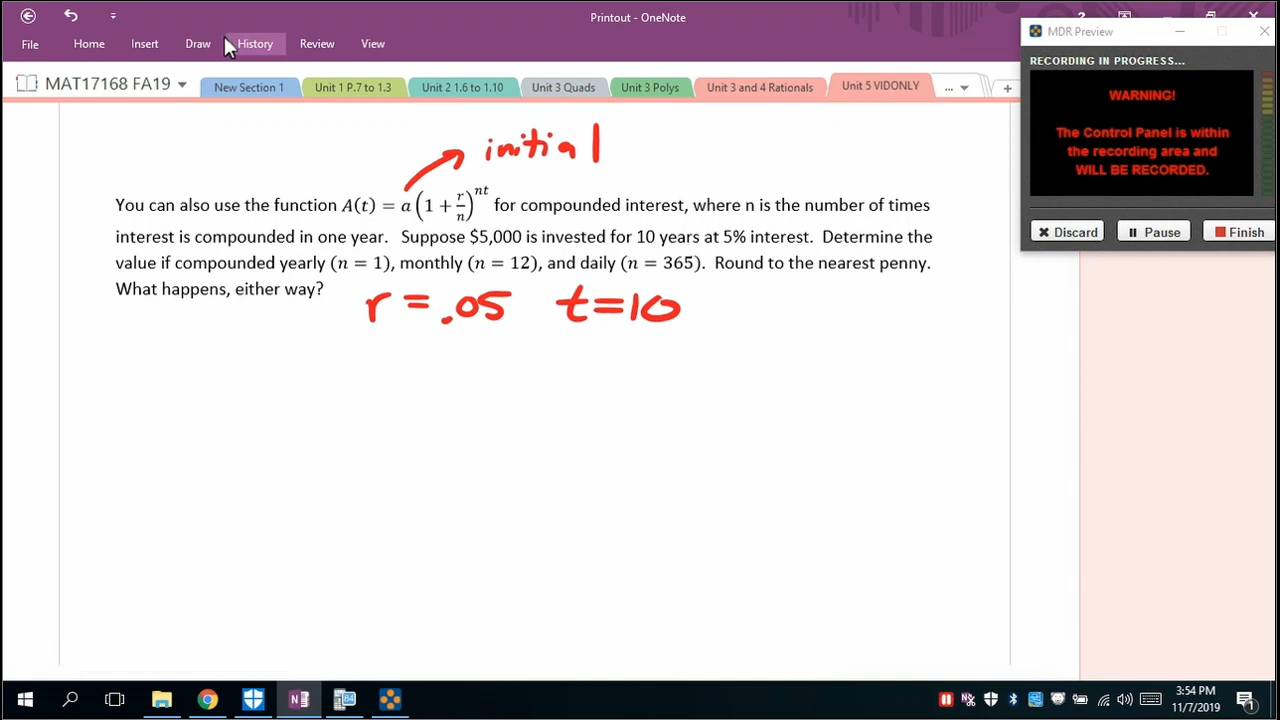 Printout - OneNote
?
File Home Insert Draw History Review View
MDR Preview
RECORDING IN PROGRESS...
WARNING!
The Control Panel is within
the recording area and
WILL BE RECORDED.
Discard Pause Finish
MAT17168 FA19 New Section 1 Unit 1 P.7 to 1.3 Unit 2 1.6 to 1.10 Unit 3 Quads Unit 3 Polys Unit 3 and 4 Rationals Unit 5 VIDONLY ... +
initial
You can also use the function A(t) = a(1 + r/n)^nt for compounded interest, where n is the number of times
interest is compounded in one year. Suppose $5,000 is invested for 10 years at 5% interest. Determine the
value if compounded yearly (n = 1), monthly (n = 12), and daily (n = 365). Round to the nearest penny.
What happens, either way?
r = .05 t=10
3:54 PM
11/7/2019
1